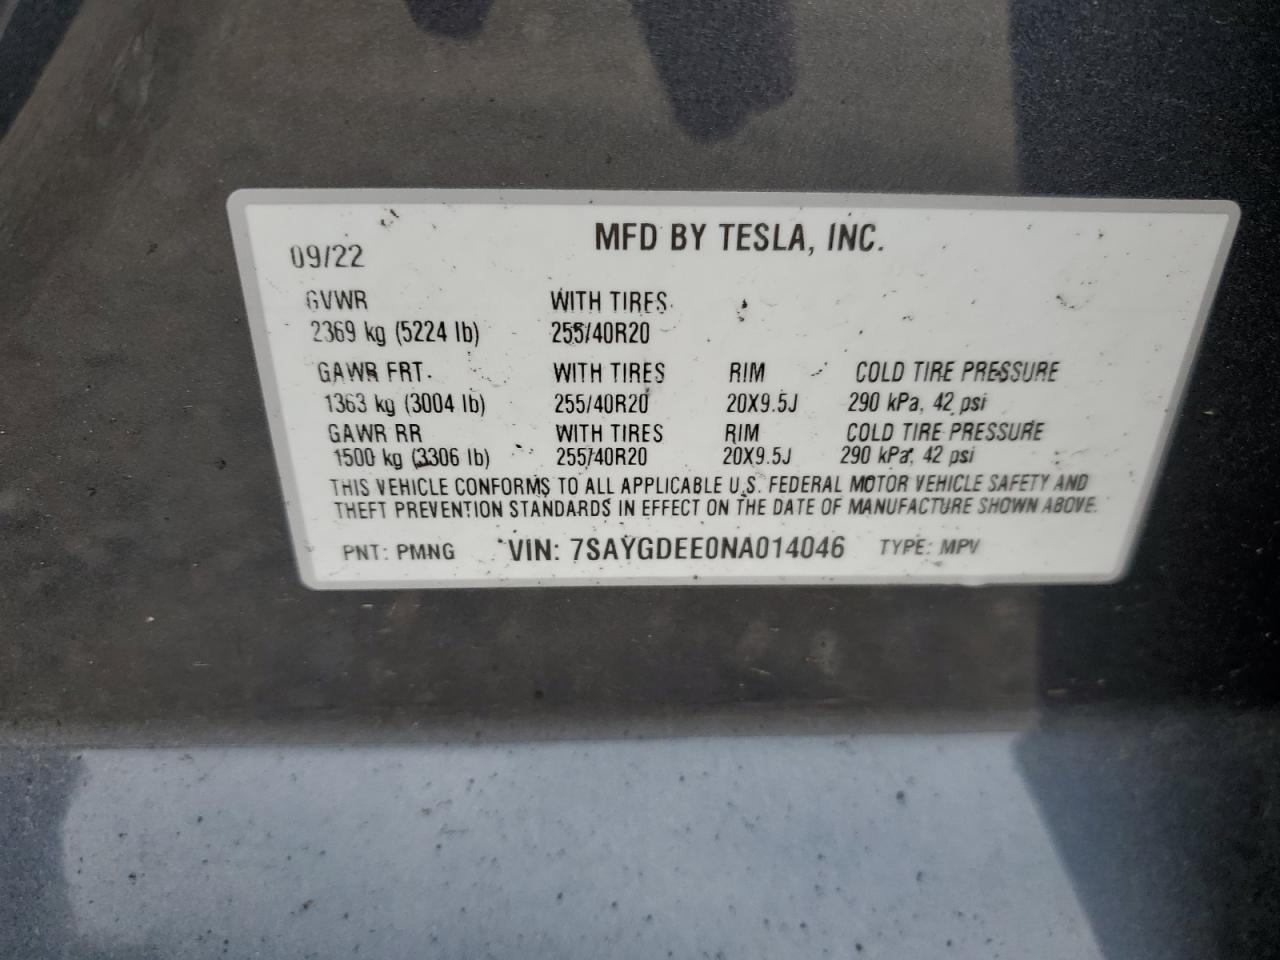 MFD BY TESLA, INC.
09/22
GVWR WITH TIRES
2369 kg (5224 lb) 255/40R20
GAWR FRT. WITH TIRES RIM COLD TIRE PRESSURE
1363 kg (3004 lb) 255/40R20 20X9.5J 290 kPa, 42 psi
GAWR RR WITH TIRES RIM COLD TIRE PRESSURE
1500 kg (3306 lb) 255/40R20 20X9.5J 290 kPa, 42 psi
THIS VEHICLE CONFORMS TO ALL APPLICABLE U.S. FEDERAL MOTOR VEHICLE SAFETY AND
THEFT PREVENTION STANDARDS IN EFFECT ON THE DATE OF MANUFACTURE SHOWN ABOVE.
PNT: PMNG VIN: 7SAYGDEE0NA014046 TYPE: MPV